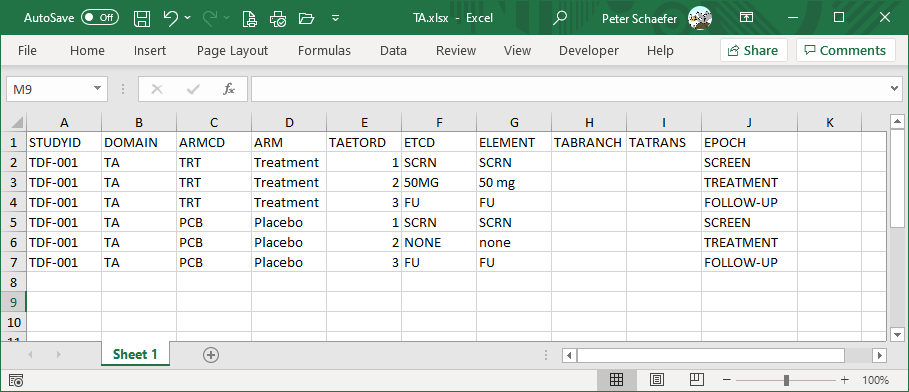 AutoSave Off TA.xlsx - Excel Peter Schaefer
File Home Insert Page Layout Formulas Data Review View Developer Help Share Comments
M9 fx
A B C D E F G H I J K
1 STUDYID DOMAIN ARMCD ARM TAETORD ETCD ELEMENT TABRANCH TATRANS EPOCH
2 TDF-001 TA TRT Treatment 1 SCRN SCRN SCREEN
3 TDF-001 TA TRT Treatment 2 50MG 50 mg TREATMENT
4 TDF-001 TA TRT Treatment 3 FU FU FOLLOW-UP
5 TDF-001 TA PCB Placebo 1 SCRN SCRN SCREEN
6 TDF-001 TA PCB Placebo 2 NONE none TREATMENT
7 TDF-001 TA PCB Placebo 3 FU FU FOLLOW-UP
8
9
10
11
Sheet 1
100%